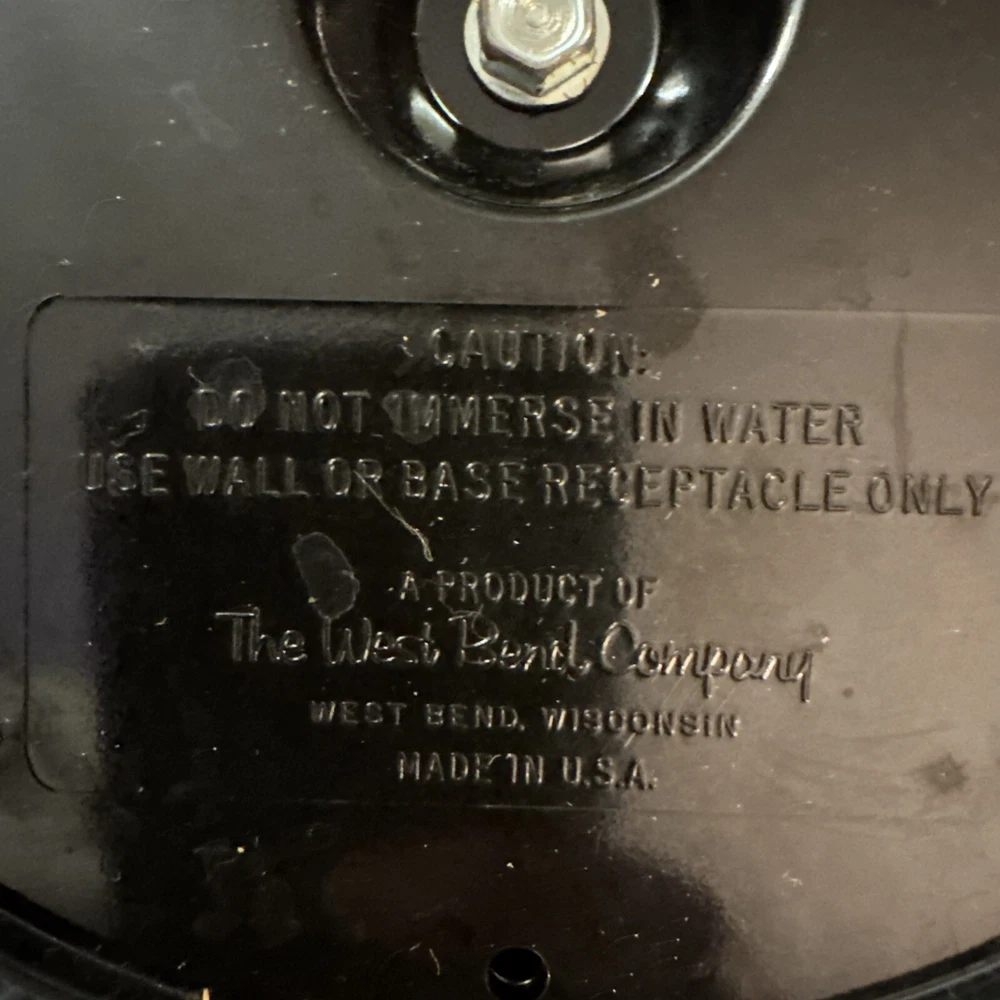 CAUTION:
DO NOT IMMERSE IN WATER
USE WALL OR BASE RECEPTACLE ONLY
A PRODUCT OF
The West Bend Company
WEST BEND, WISCONSIN
MADE IN U.S.A.